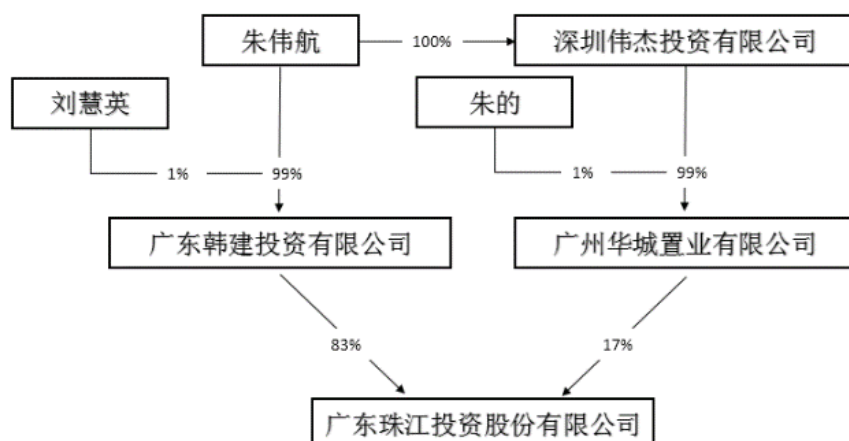 朱伟航
100%
深圳伟杰投资有限公司
刘慧英
朱的
1%
99%
1%
99%
广东韩建投资有限公司
广州华城置业有限公司
83%
17%
广东珠江投资股份有限公司